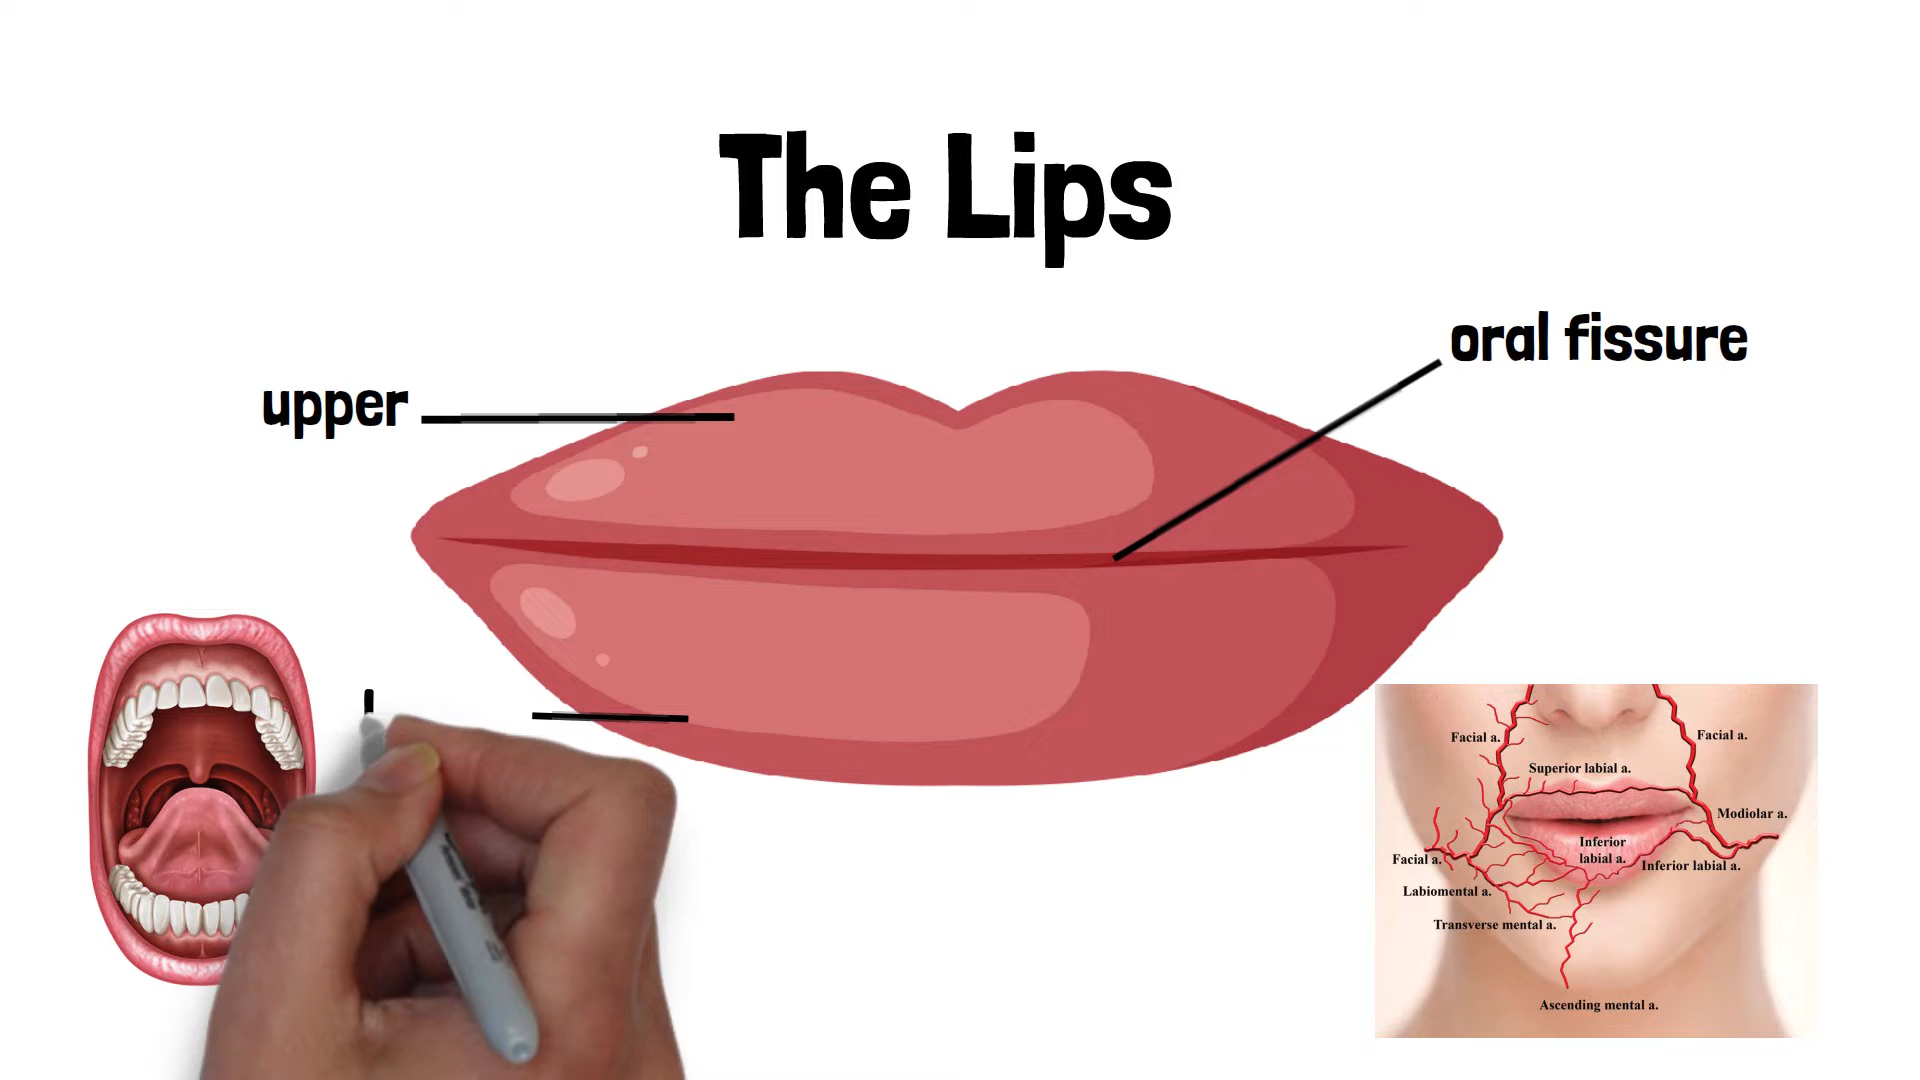 The Lips
oral fissure
upper
Facial a.
Facial a.
Superior labial a.
Modiolar a.
Inferior
labial a.
Inferior labial a.
Facial a.
Labiomental a.
Transverse mental a.
Ascending mental a.